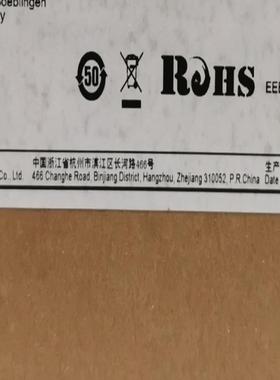 oeblingen
y
50
RoHS
EE
中国浙江省杭州市滨江区长河路466号 生产
Co., Ltd. 466 Changhe Road, Binjiang District, Hangzhou, Zhejiang 310052, P.R.China Date